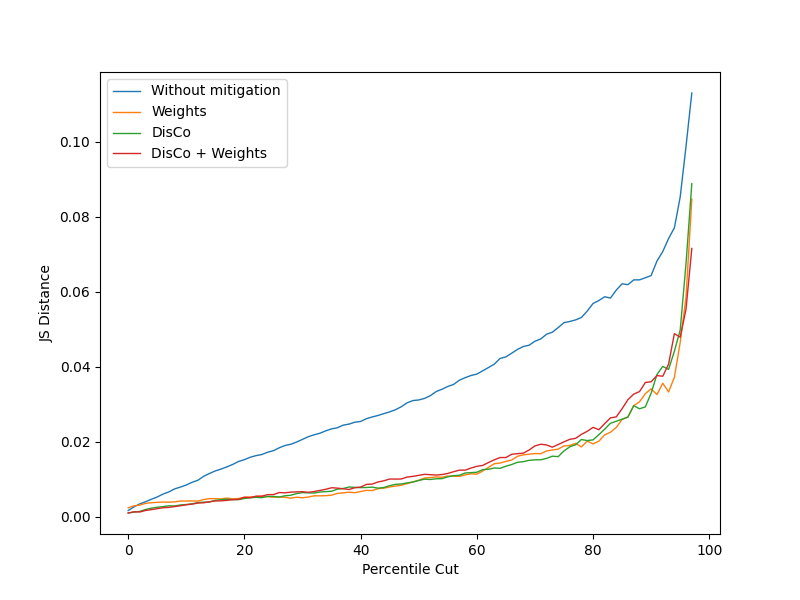 Without mitigation
Weights
DisCo
DisCo + Weights
0.10
0.08
0.06
0.04
0.02
0.00
JS Distance
0 20 40 60 80 100
Percentile Cut